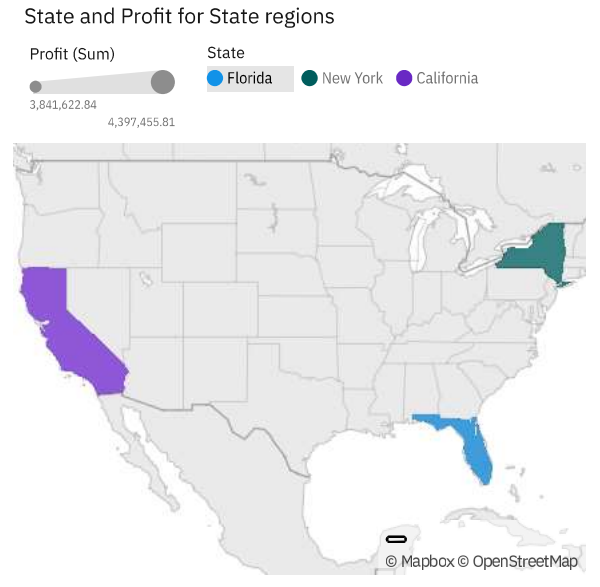 State and Profit for State regions
Profit (Sum)
3,841,622.84
4,397,455.81
State
Florida
New York
California
© Mapbox © OpenStreetMap